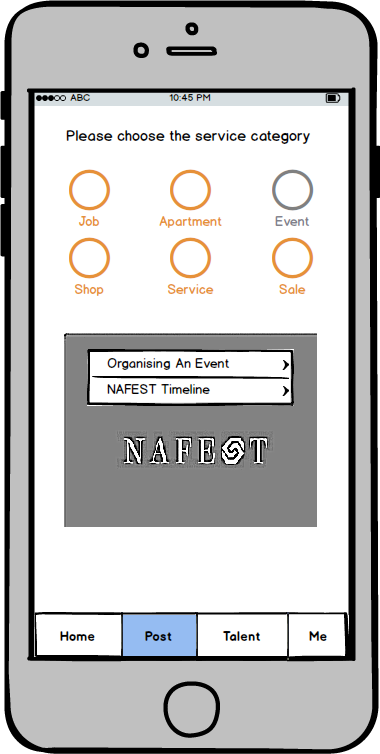 ABC 10:45 PM
Please choose the service category
Job Apartment Event
Shop Service Sale
Organising An Event
NAFEST Timeline
NAFEST
Home Post Talent Me